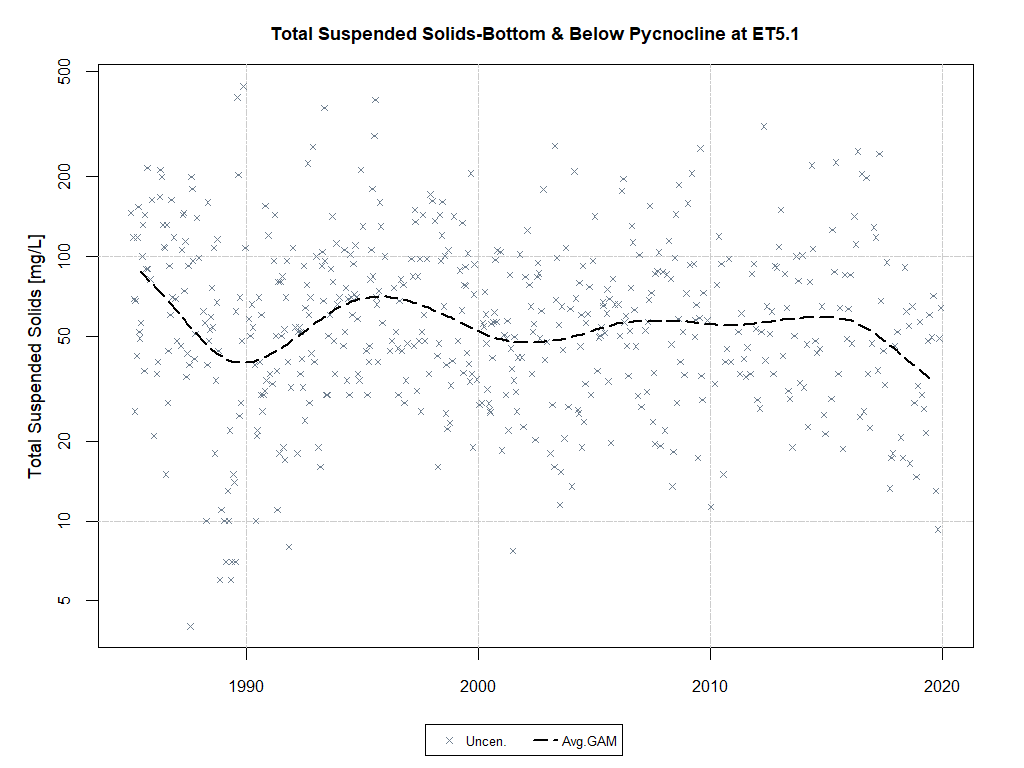 Total Suspended Solids-Bottom & Below Pycnocline at ET5.1
Total Suspended Solids [mg/L]
500
200
100
50
20
10
5
1990 2000 2010 2020
Uncen. Avg.GAM